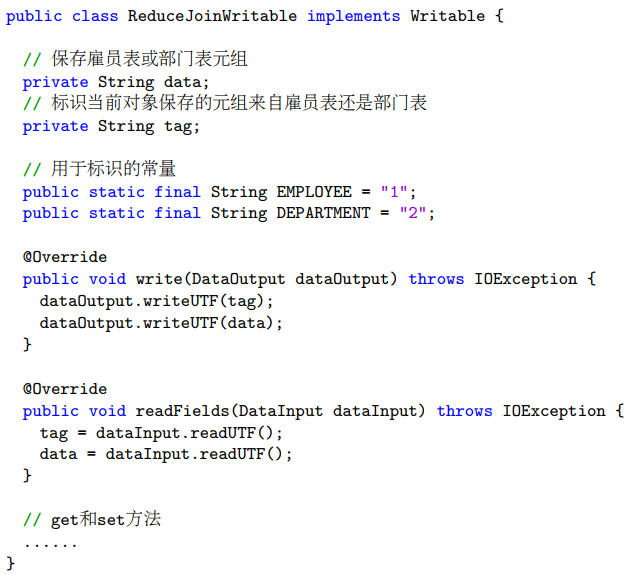 public class ReduceJoinWritable implements Writable {
// 保存雇员表或部门表元组
private String data;
// 标识当前对象保存的元组来自雇员表还是部门表
private String tag;
// 用于标识的常量
public static final String EMPLOYEE = "1";
public static final String DEPARTMENT = "2";
@Override
public void write(DataOutput dataOutput) throws IOException {
dataOutput.writeUTF(tag);
dataOutput.writeUTF(data);
}
@Override
public void readFields(DataInput dataInput) throws IOException {
tag = dataInput.readUTF();
data = dataInput.readUTF();
}
// get和set方法
......
}